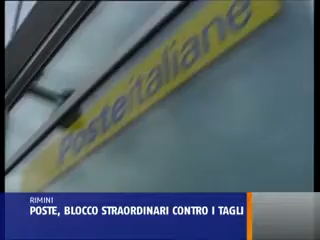 Posteitaliane
RIMINI
POSTE, BLOCCO STRAORDINARI CONTRO I TAGLI